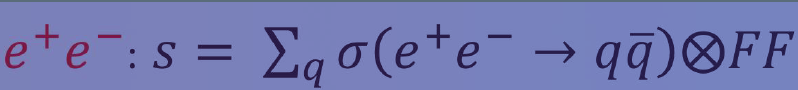 e⁺e⁻: s = ∑_q σ(e⁺e⁻ → qq̄)⊗FF